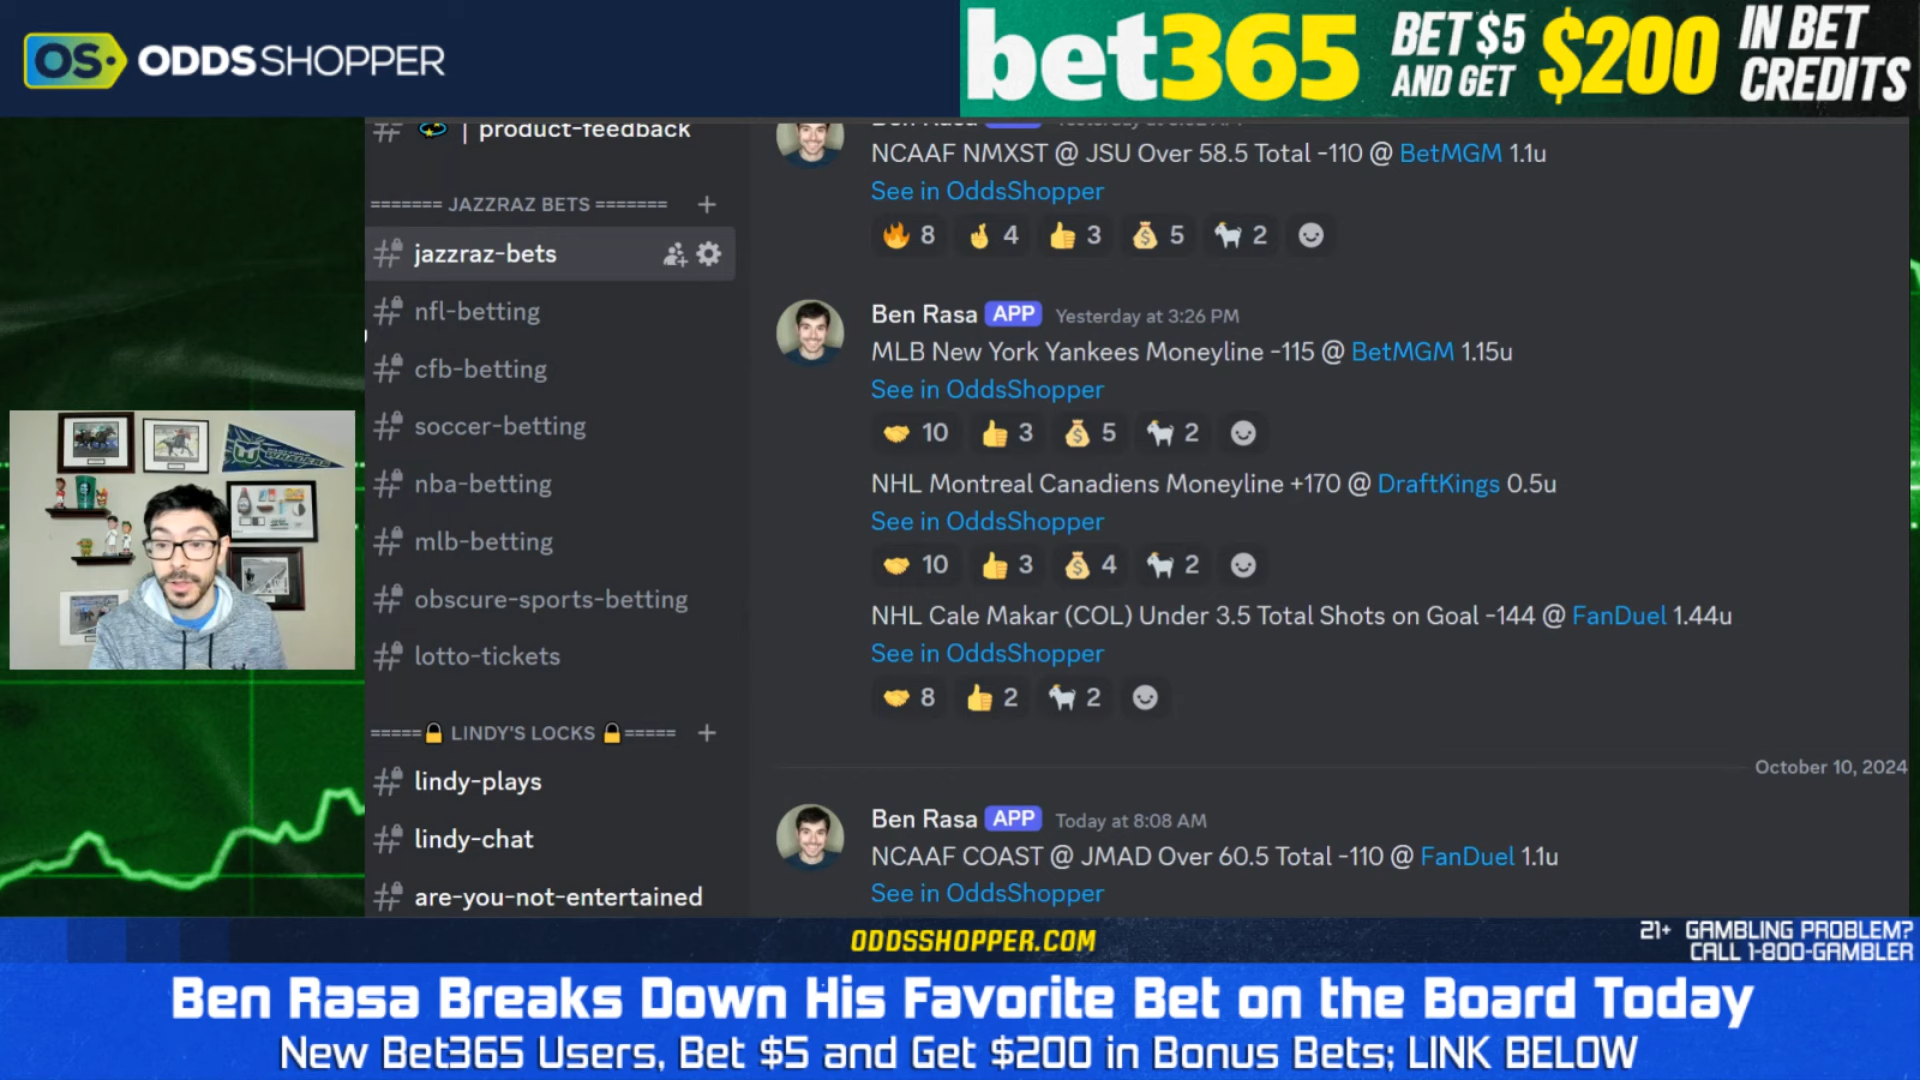 OS ODDSSHOPPER
bet365
BET $5
AND GET
$200
IN BET
CREDITS
# | product-feedback
======= JAZZRAZ BETS ======= +
# jazzraz-bets
# nfl-betting
# cfb-betting
# soccer-betting
# nba-betting
# mlb-betting
# obscure-sports-betting
# lotto-tickets
===== LINDY'S LOCKS ===== +
# lindy-plays
# lindy-chat
# are-you-not-entertained
NCAAF NMXST @ JSU Over 58.5 Total -110 @ BetMGM 1.1u
See in OddsShopper
8 4 3 5 2
Ben Rasa APP Yesterday at 3:26 PM
MLB New York Yankees Moneyline -115 @ BetMGM 1.15u
See in OddsShopper
10 3 5 2
NHL Montreal Canadiens Moneyline +170 @ DraftKings 0.5u
See in OddsShopper
10 3 4 2
NHL Cale Makar (COL) Under 3.5 Total Shots on Goal -144 @ FanDuel 1.44u
See in OddsShopper
8 2 2
October 10, 2024
Ben Rasa APP Today at 8:08 AM
NCAAF COAST @ JMAD Over 60.5 Total -110 @ FanDuel 1.1u
See in OddsShopper
WHALERS
ODDSSHOPPER.COM
21+ GAMBLING PROBLEM?
CALL 1-800-GAMBLER
Ben Rasa Breaks Down His Favorite Bet on the Board Today
New Bet365 Users, Bet $5 and Get $200 in Bonus Bets; LINK BELOW